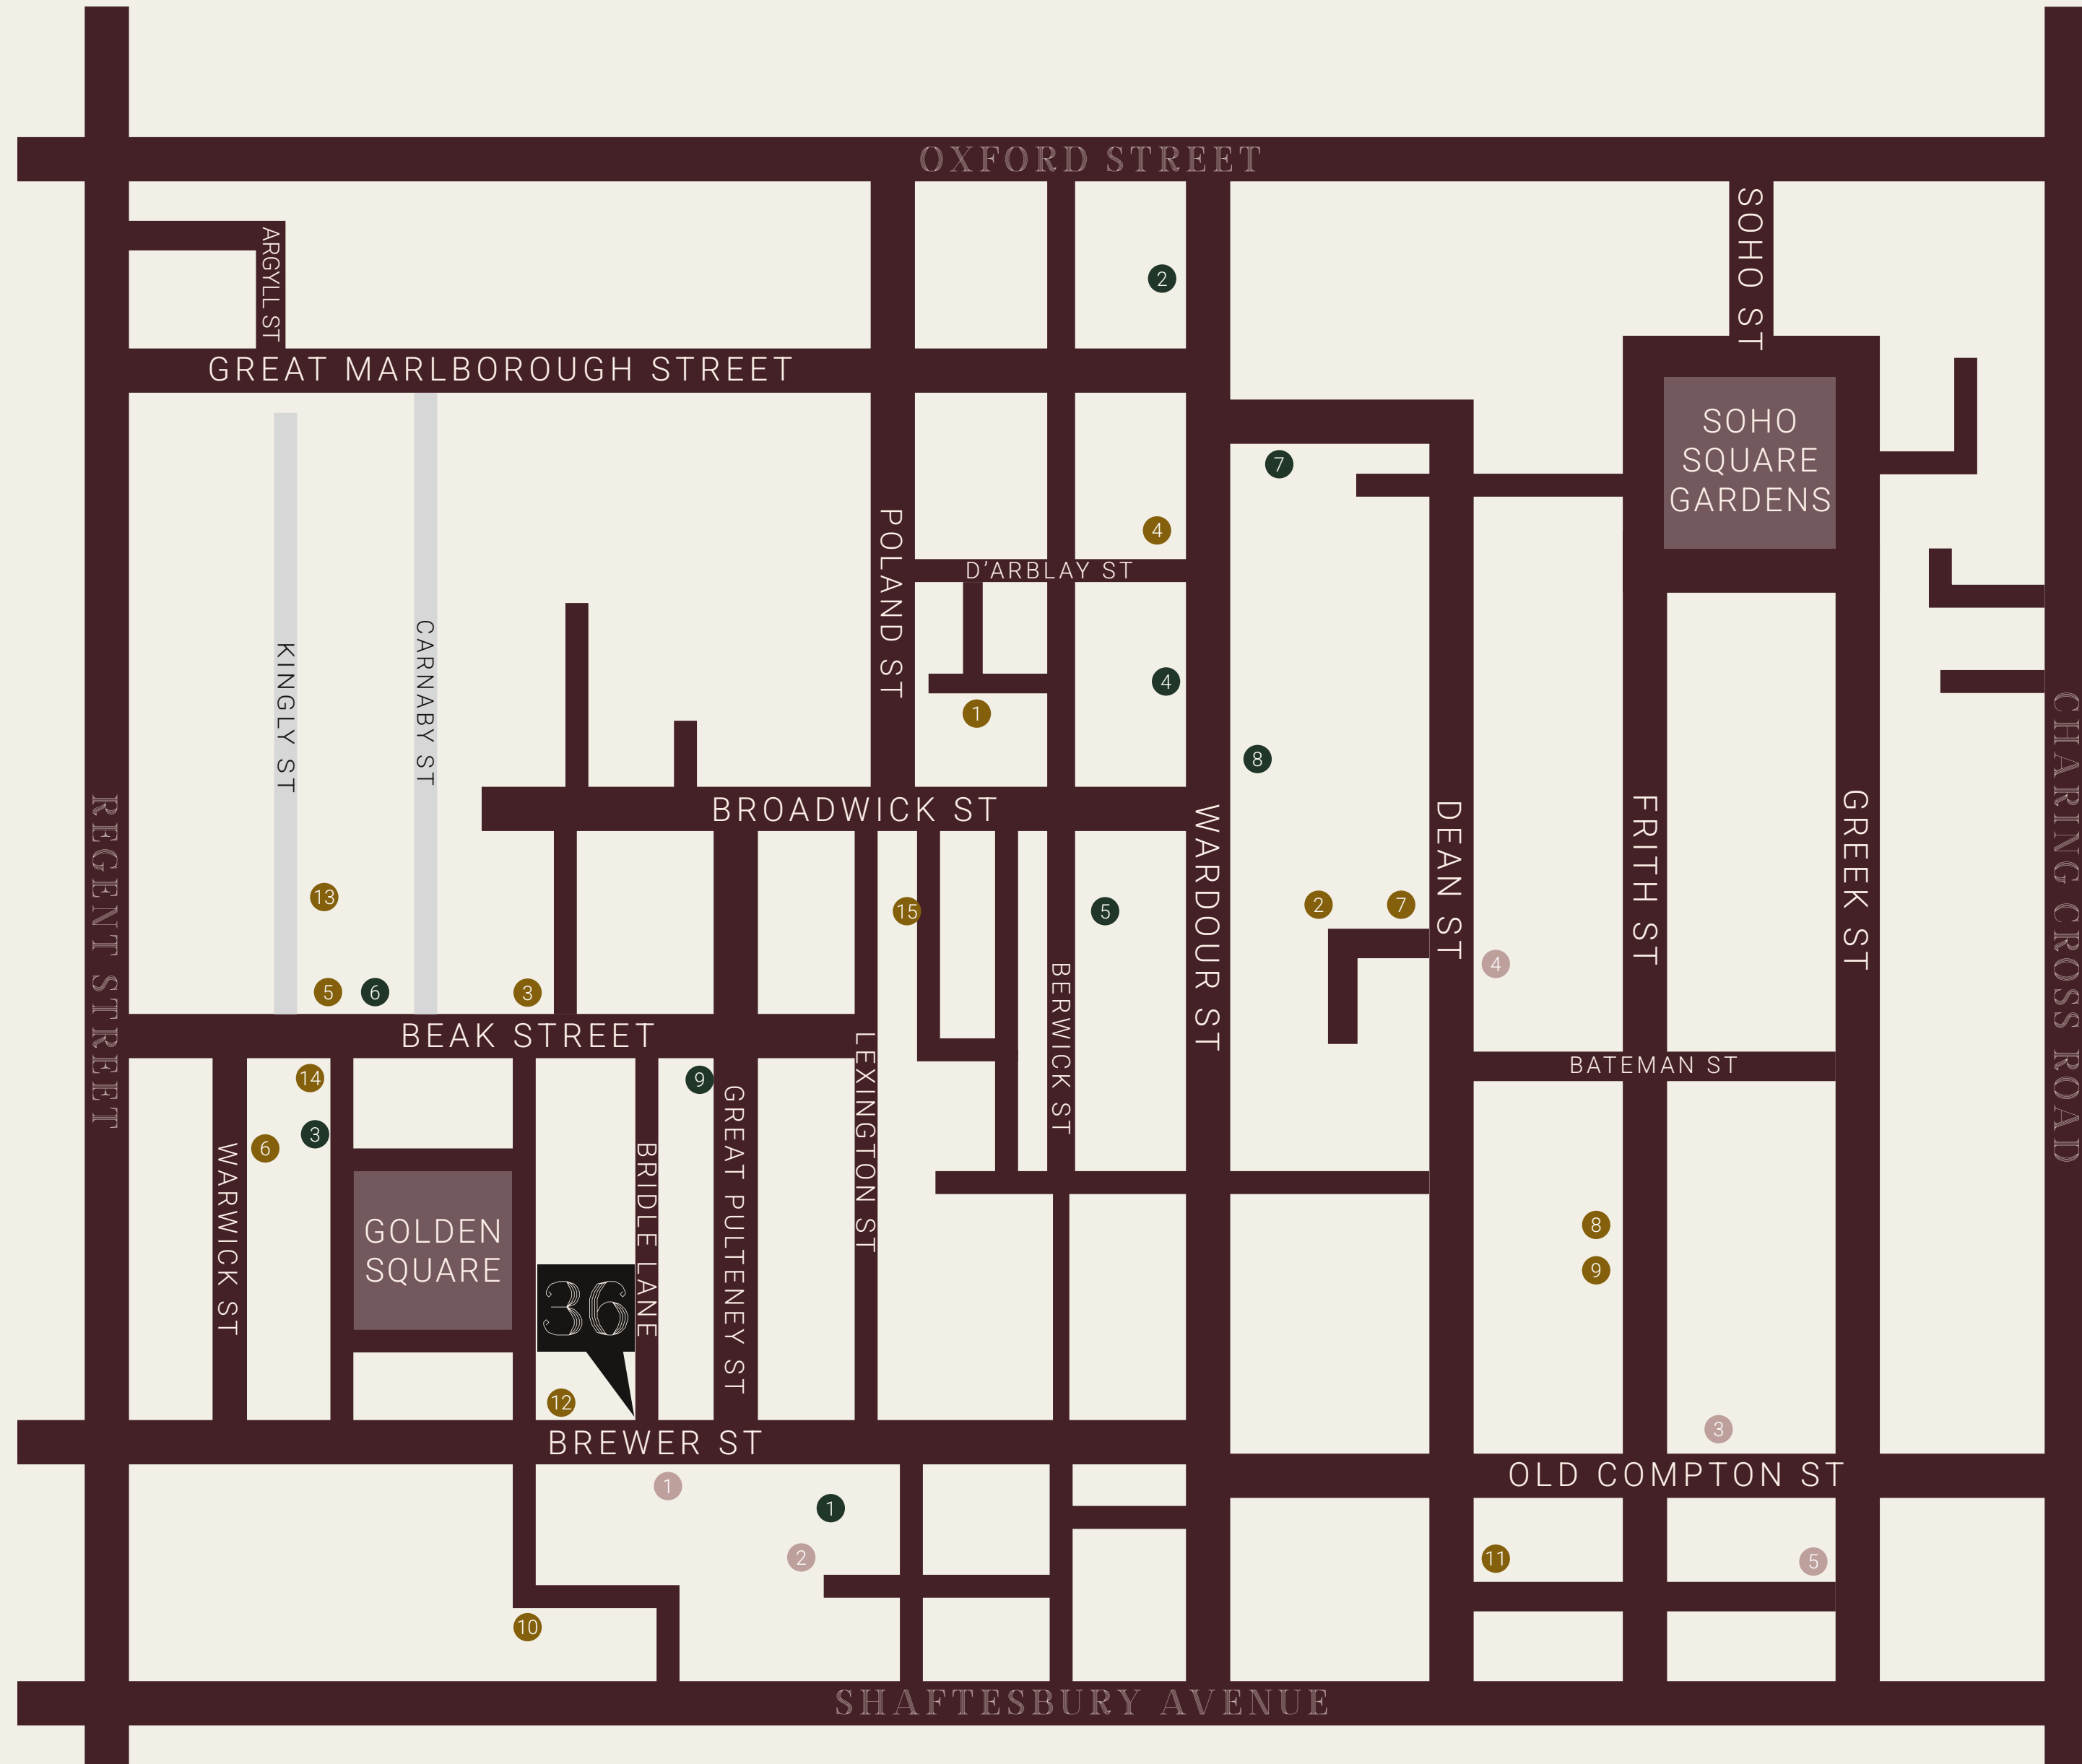 OXFORD STREET
SOHO ST
ARGYLL ST
2
GREAT MARLBOROUGH STREET
SOHO
SQUARE
GARDENS
7
4
POLAND ST
D’ARBLAY ST
KINGLY ST
CARNABY ST
4
1
8
BROADWICK ST
REGENT STREET
WARDOUR ST
DEAN ST
FRITH ST
GREEK ST
CHARING CROSS ROAD
13
15
5
2
7
4
5
6
3
BERWICK ST
BEAK STREET
LEXINGTON ST
BATEMAN ST
14
9
3
6
WARWICK ST
BRIDLE LANE
GREAT PULTENEY ST
GOLDEN
SQUARE
8
9
36
12
BREWER ST
3
OLD COMPTON ST
1
1
2
11
5
10
SHAFTESBURY AVENUE